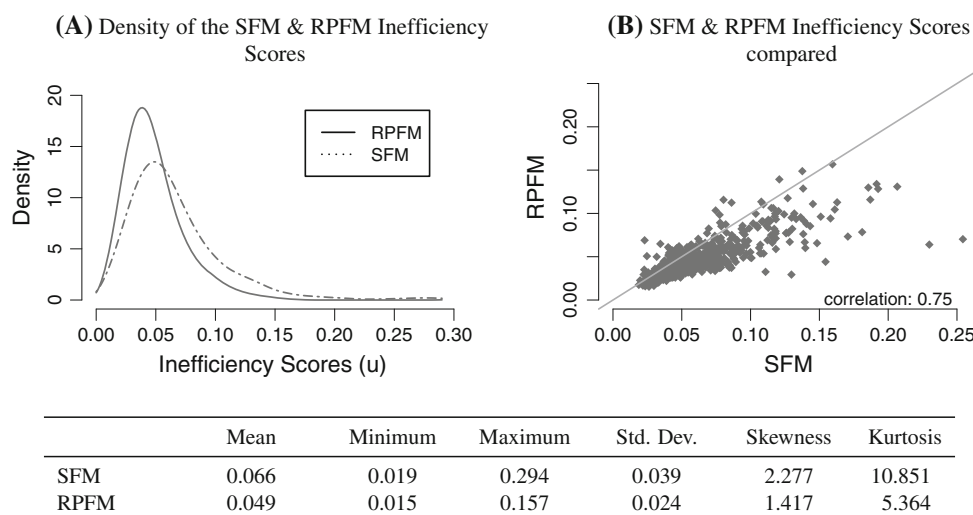 (A) Density of the SFM & RPFM Inefficiency
Scores
Density
20
15
10
5
0
RPFM
SFM
0.00 0.05 0.10 0.15 0.20 0.25 0.30
Inefficiency Scores (u)
(B) SFM & RPFM Inefficiency Scores
compared
RPFM
0.20
0.10
0.00
correlation: 0.75
0.00 0.05 0.10 0.15 0.20 0.25
SFM
Mean Minimum Maximum Std. Dev. Skewness Kurtosis
SFM 0.066 0.019 0.294 0.039 2.277 10.851
RPFM 0.049 0.015 0.157 0.024 1.417 5.364